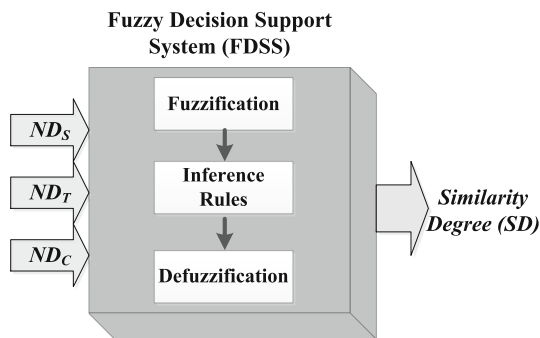 Fuzzy Decision Support
System (FDSS)
Fuzzification
ND_S
Inference
Rules
ND_T
Similarity
Degree (SD)
ND_C
Defuzzification